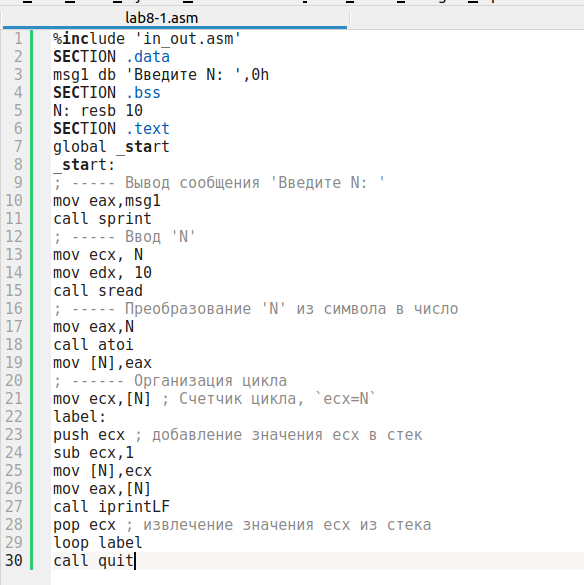 lab8-1.asm
1 %include 'in_out.asm'
2 SECTION .data
3 msg1 db 'Введите N: ',0h
4 SECTION .bss
5 N: resb 10
6 SECTION .text
7 global _start
8 _start:
9 ; ----- Вывод сообщения 'Введите N: '
10 mov eax,msg1
11 call sprint
12 ; ----- Ввод 'N'
13 mov ecx, N
14 mov edx, 10
15 call sread
16 ; ----- Преобразование 'N' из символа в число
17 mov eax,N
18 call atoi
19 mov [N],eax
20 ; ------ Организация цикла
21 mov ecx,[N] ; Счетчик цикла, `ecx=N`
22 label:
23 push ecx ; добавление значения ecx в стек
24 sub ecx,1
25 mov [N],ecx
26 mov eax,[N]
27 call iprintLF
28 pop ecx ; извлечение значения ecx из стека
29 loop label
30 call quit